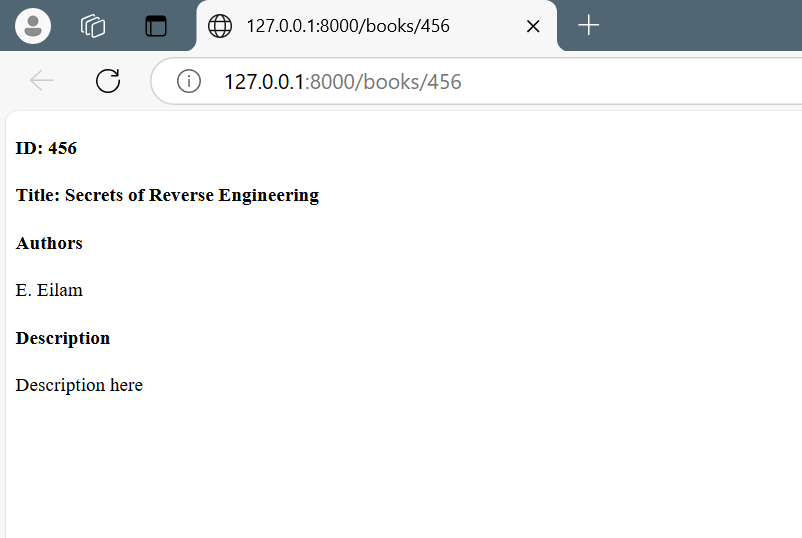 127.0.0.1:8000/books/456
127.0.0.1:8000/books/456
ID: 456
Title: Secrets of Reverse Engineering
Authors
E. Eilam
Description
Description here